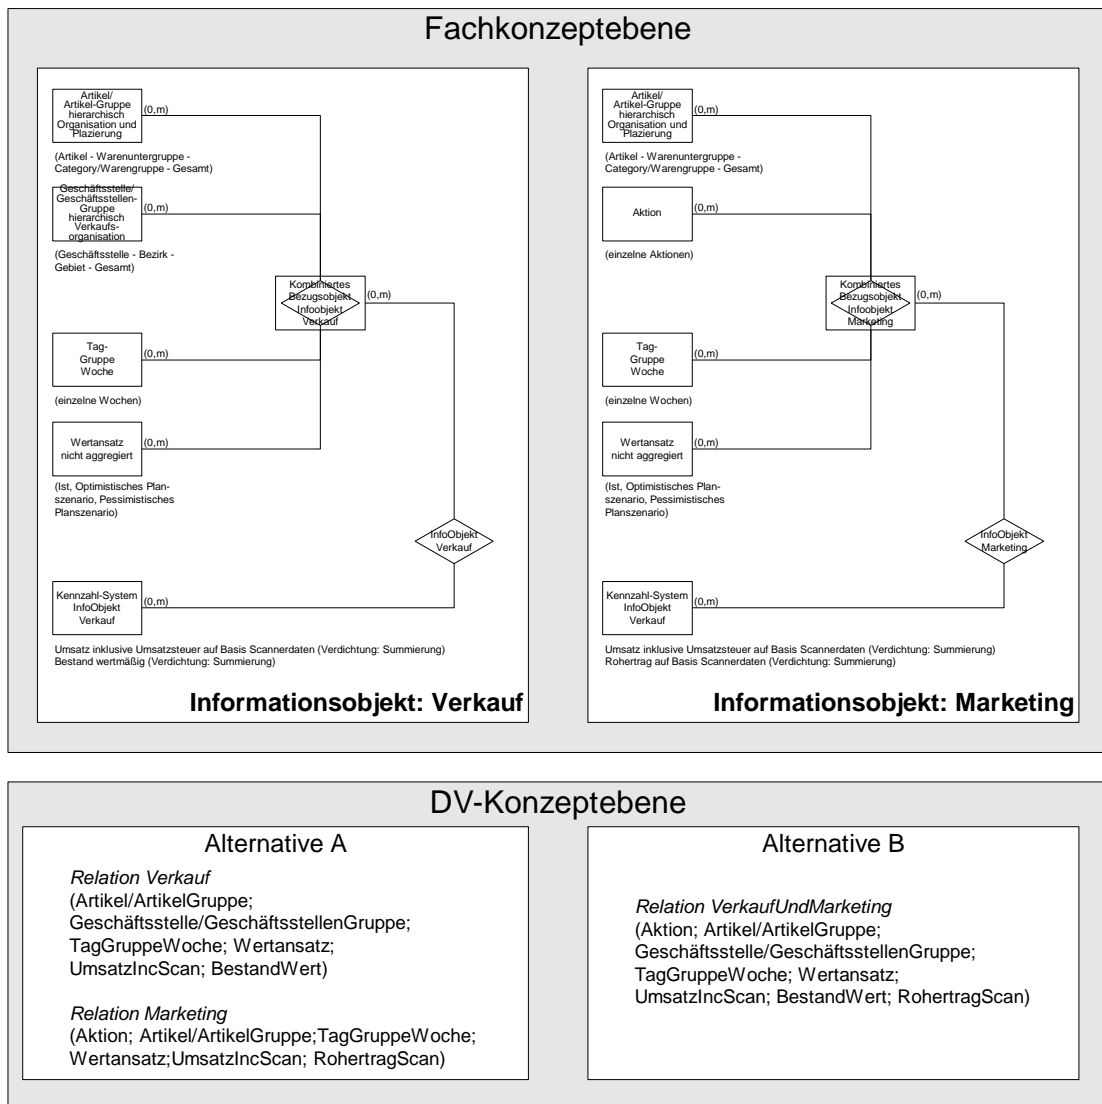 Fachkonzeptebene
Artikel/
Artikel-Gruppe
hierarchisch
Organisation und
Plazierung
(0,m)
(Artikel - Warenuntergruppe -
Category/Warengruppe - Gesamt)
Geschäftsstelle/
Geschäftsstellen-
Gruppe
hierarchisch
Verkaufs-
organisation
(0,m)
(Geschäftsstelle - Bezirk -
Gebiet - Gesamt)
Kombiniertes
Bezugsobjekt
Infoobjekt
Verkauf
(0,m)
Tag-
Gruppe
Woche
(0,m)
(einzelne Wochen)
Wertansatz
nicht aggregiert
(0,m)
(Ist, Optimistisches Plan-
szenario, Pessimistisches
Planszenario)
InfoObjekt
Verkauf
Kennzahl-System
InfoObjekt
Verkauf
(0,m)
Umsatz inklusive Umsatzsteuer auf Basis Scannerdaten (Verdichtung: Summierung)
Bestand wertmäßig (Verdichtung: Summierung)
Informationsobjekt: Verkauf
Artikel/
Artikel-Gruppe
hierarchisch
Organisation und
Plazierung
(0,m)
(Artikel - Warenuntergruppe -
Category/Warengruppe - Gesamt)
Aktion
(0,m)
(einzelne Aktionen)
Kombiniertes
Bezugsobjekt
Infoobjekt
Marketing
(0,m)
Tag-
Gruppe
Woche
(0,m)
(einzelne Wochen)
Wertansatz
nicht aggregiert
(0,m)
(Ist, Optimistisches Plan-
szenario, Pessimistisches
Planszenario)
InfoObjekt
Marketing
Kennzahl-System
InfoObjekt
Verkauf
(0,m)
Umsatz inklusive Umsatzsteuer auf Basis Scannerdaten (Verdichtung: Summierung)
Rohertrag auf Basis Scannerdaten (Verdichtung: Summierung)
Informationsobjekt: Marketing
DV-Konzeptebene
Alternative A
Relation Verkauf
(Artikel/ArtikelGruppe;
Geschäftsstelle/GeschäftsstellenGruppe;
TagGruppeWoche; Wertansatz;
UmsatzIncScan; BestandWert)
Relation Marketing
(Aktion; Artikel/ArtikelGruppe;TagGruppeWoche;
Wertansatz;UmsatzIncScan; RohertragScan)
Alternative B
Relation VerkaufUndMarketing
(Aktion; Artikel/ArtikelGruppe;
Geschäftsstelle/GeschäftsstellenGruppe;
TagGruppeWoche; Wertansatz;
UmsatzIncScan; BestandWert; RohertragScan)